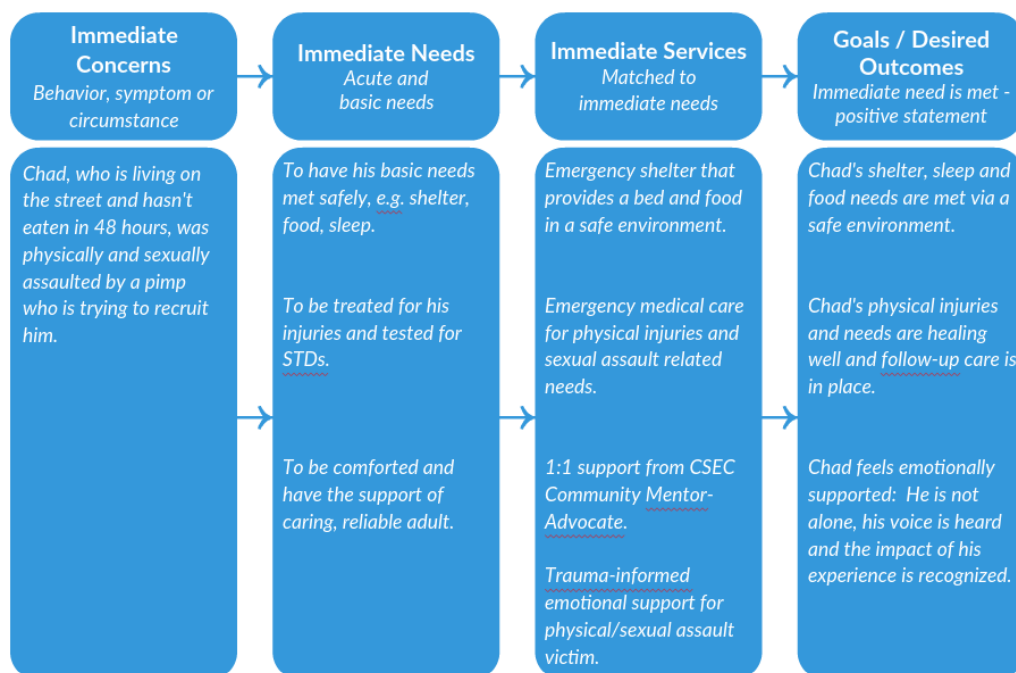 Immediate
Concerns
Behavior, symptom or
circumstance
Immediate Needs
Acute and
basic needs
Immediate Services
Matched to
immediate needs
Goals / Desired
Outcomes
Immediate need is met -
positive statement
Chad, who is living on
the street and hasn't
eaten in 48 hours, was
physically and sexually
assaulted by a pimp
who is trying to recruit
him.
To have his basic needs
met safely, e.g. shelter,
food, sleep.
To be treated for his
injuries and tested for
STDs.
To be comforted and
have the support of
caring, reliable adult.
Emergency shelter that
provides a bed and food
in a safe environment.
Emergency medical care
for physical injuries and
sexual assault related
needs.
1:1 support from CSEC
Community Mentor-
Advocate.
Trauma-informed
emotional support for
physical/sexual assault
victim.
Chad's shelter, sleep and
food needs are met via a
safe environment.
Chad's physical injuries
and needs are healing
well and follow-up care is
in place.
Chad feels emotionally
supported:  He is not
alone, his voice is heard
and the impact of his
experience is recognized.